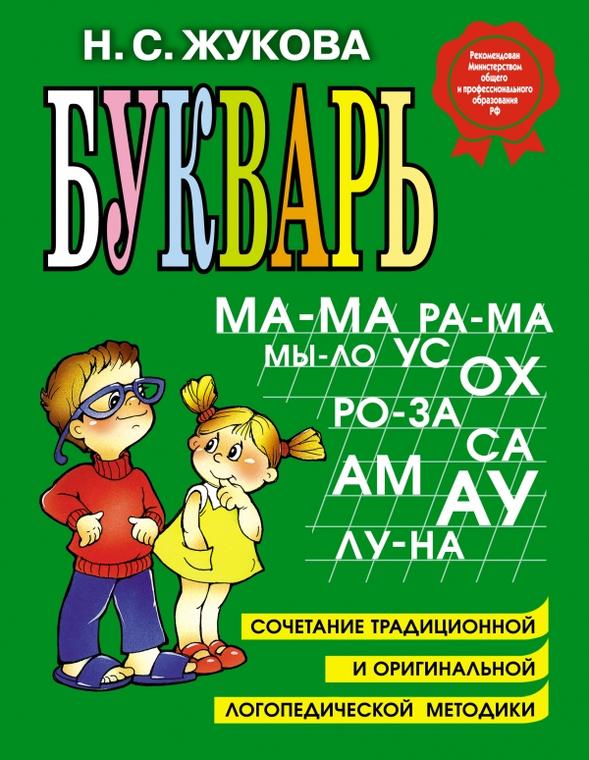 Н. С. ЖУКОВА
Рекомендован
Министерством
общего
и профессионального
образования
РФ
БУКВАРЬ
МА-МА РА-МА
МЫ-ЛО УС
ОХ
РО-ЗА
СА
АМ
АУ
ЛУ-НА
СОЧЕТАНИЕ ТРАДИЦИОННОЙ
И ОРИГИНАЛЬНОЙ
ЛОГОПЕДИЧЕСКОЙ МЕТОДИКИ